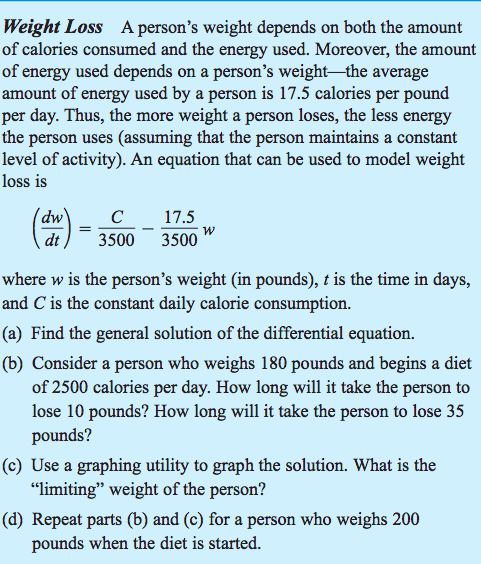 Weight Loss A person's weight depends on both the amount
of calories consumed and the energy used. Moreover, the amount
of energy used depends on a person's weight—the average
amount of energy used by a person is 17.5 calories per pound
per day. Thus, the more weight a person loses, the less energy
the person uses (assuming that the person maintains a constant
level of activity). An equation that can be used to model weight
loss is
(dw/dt) = C/3500 − 17.5/3500 w
where w is the person's weight (in pounds), t is the time in days,
and C is the constant daily calorie consumption.
(a) Find the general solution of the differential equation.
(b) Consider a person who weighs 180 pounds and begins a diet
of 2500 calories per day. How long will it take the person to
lose 10 pounds? How long will it take the person to lose 35
pounds?
(c) Use a graphing utility to graph the solution. What is the
“limiting” weight of the person?
(d) Repeat parts (b) and (c) for a person who weighs 200
pounds when the diet is started.